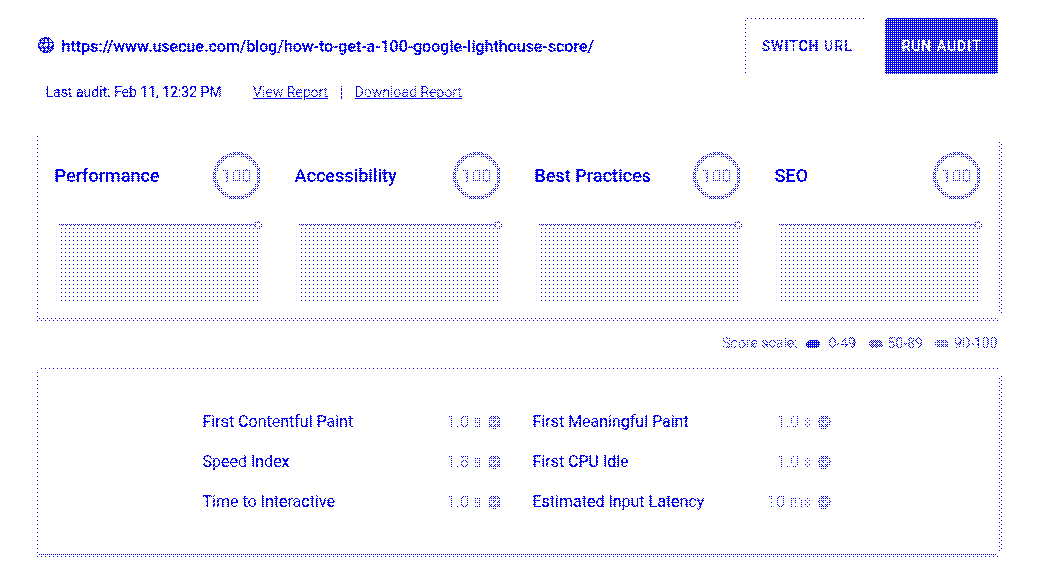 https://www.usecue.com/blog/how-to-get-a-100-google-lighthouse-score/ SWITCH URL RUN AUDIT
Last audit: Feb 11, 12:32 PM View Report | Download Report
Performance 100 Accessibility 100 Best Practices 100 SEO 100
Score scale: 0-49 50-89 90-100
First Contentful Paint 1.0 s First Meaningful Paint 1.0 s
Speed Index 1.8 s First CPU Idle 1.0 s
Time to Interactive 1.0 s Estimated Input Latency 10 ms